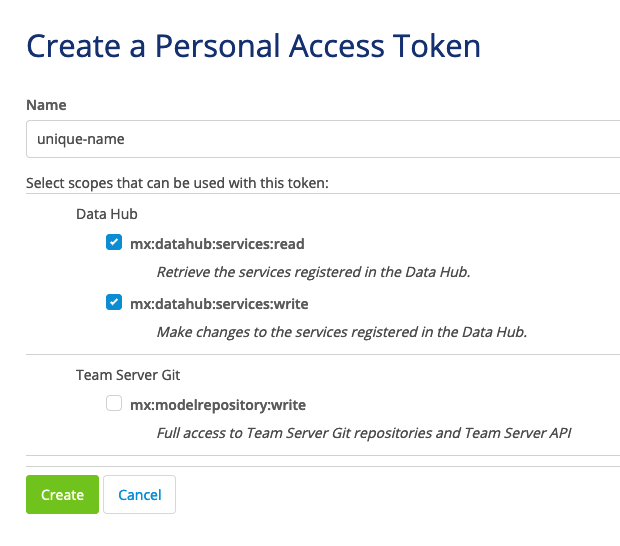 Create a Personal Access Token
Name
unique-name
Select scopes that can be used with this token:
Data Hub
mx:datahub:services:read
Retrieve the services registered in the Data Hub.
mx:datahub:services:write
Make changes to the services registered in the Data Hub.
Team Server Git
mx:modelrepository:write
Full access to Team Server Git repositories and Team Server API
Create Cancel